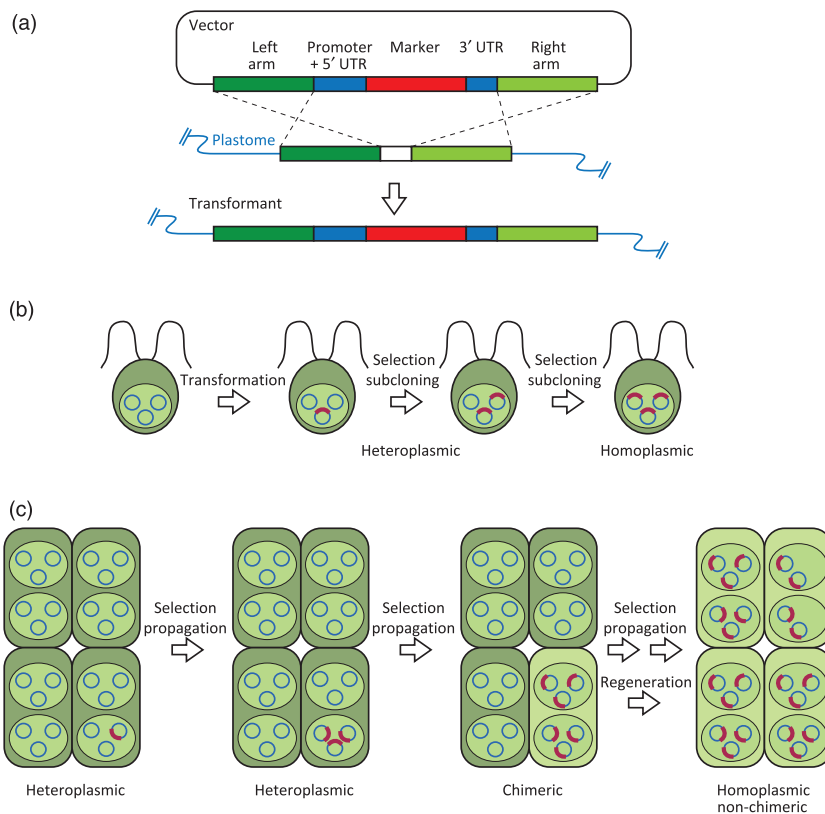 (a)
Vector
Left
arm
Promoter
+ 5′ UTR
Marker
3′ UTR
Right
arm
Plastome
Transformant
(b)
Transformation
Selection
subcloning
Selection
subcloning
Heteroplasmic
Homoplasmic
(c)
Selection
propagation
Selection
propagation
Selection
propagation
Regeneration
Heteroplasmic
Heteroplasmic
Chimeric
Homoplasmic
non-chimeric